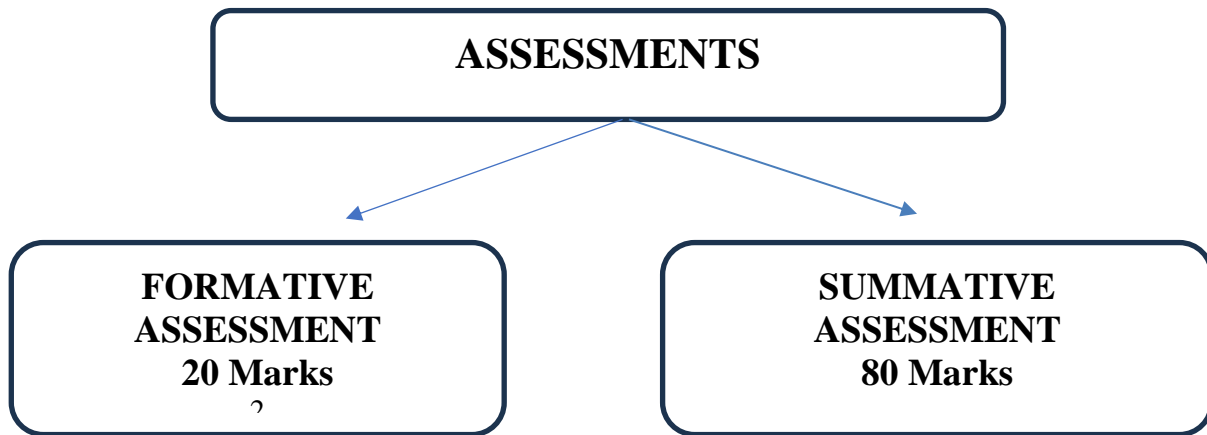 ASSESSMENTS
FORMATIVE
ASSESSMENT
20 Marks
SUMMATIVE
ASSESSMENT
80 Marks